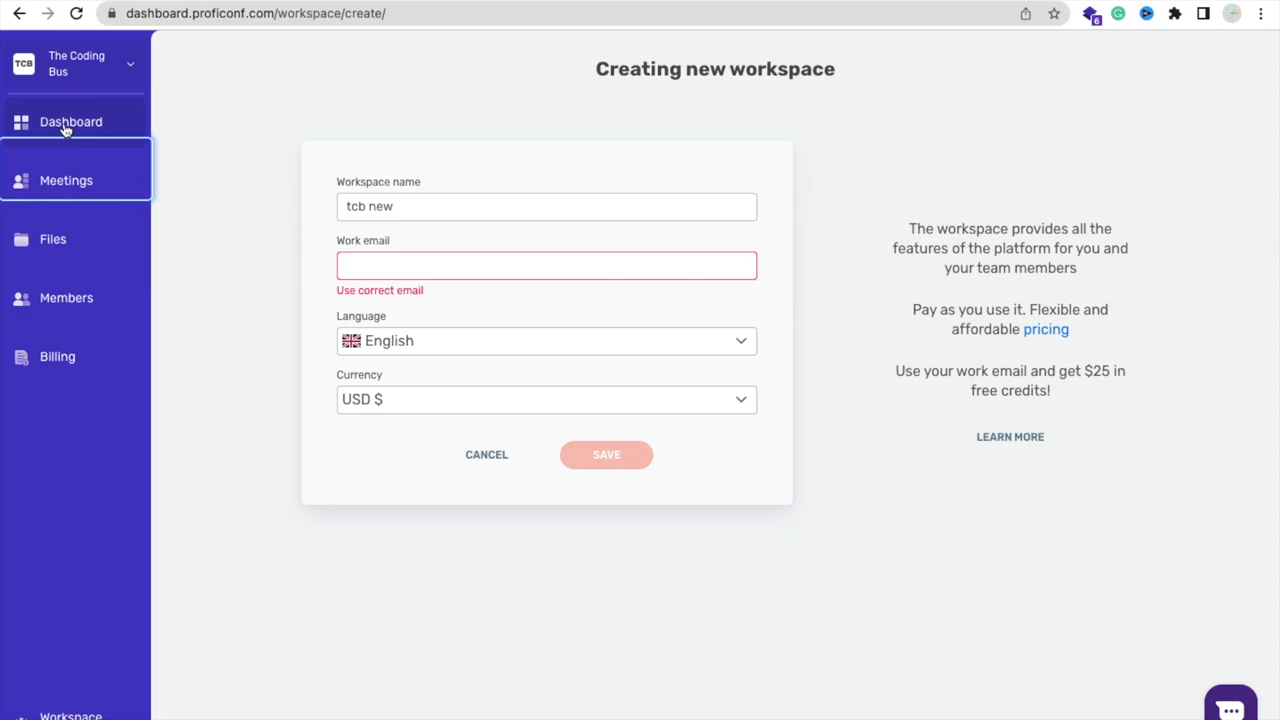 dashboard.proficonf.com/workspace/create/
6
TCB
The Coding
Bus
Dashboard
Meetings
Files
Members
Billing
Workspace
Creating new workspace
Workspace name
tcb new
Work email
Use correct email
Language
English
Currency
USD $
CANCEL
SAVE
The workspace provides all the
features of the platform for you and
your team members
Pay as you use it. Flexible and
affordable pricing
Use your work email and get $25 in
free credits!
LEARN MORE